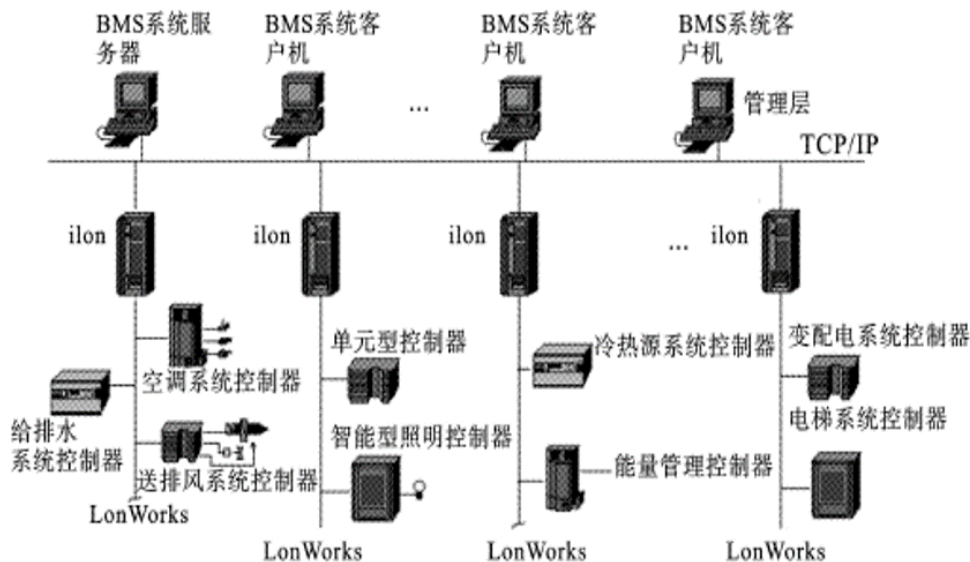 BMS系统服
务器
BMS系统客
户机
BMS系统客
户机
BMS系统客
户机
...
管理层
TCP/IP
ilon
ilon
ilon
...
ilon
空调系统控制器
给排水
系统控制器
送排风系统控制器
LonWorks
单元型控制器
智能型照明控制器
LonWorks
冷热源系统控制器
能量管理控制器
LonWorks
变配电系统控制器
电梯系统控制器
LonWorks